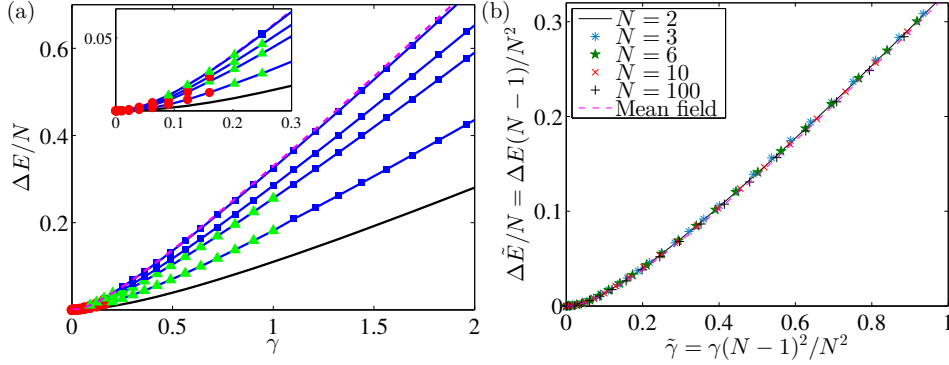 (a)
0.6
0.4
0.2
ΔE/N
0.05
0
0.1
0.2
0.3
0
0.5
1
1.5
2
γ
(b)
0.3
0.2
0.1
0
ΔẼ/N = ΔE(N − 1)/N²
N = 2
N = 3
N = 6
N = 10
N = 100
Mean field
0
0.2
0.4
0.6
0.8
1
γ̃ = γ(N − 1)²/N²